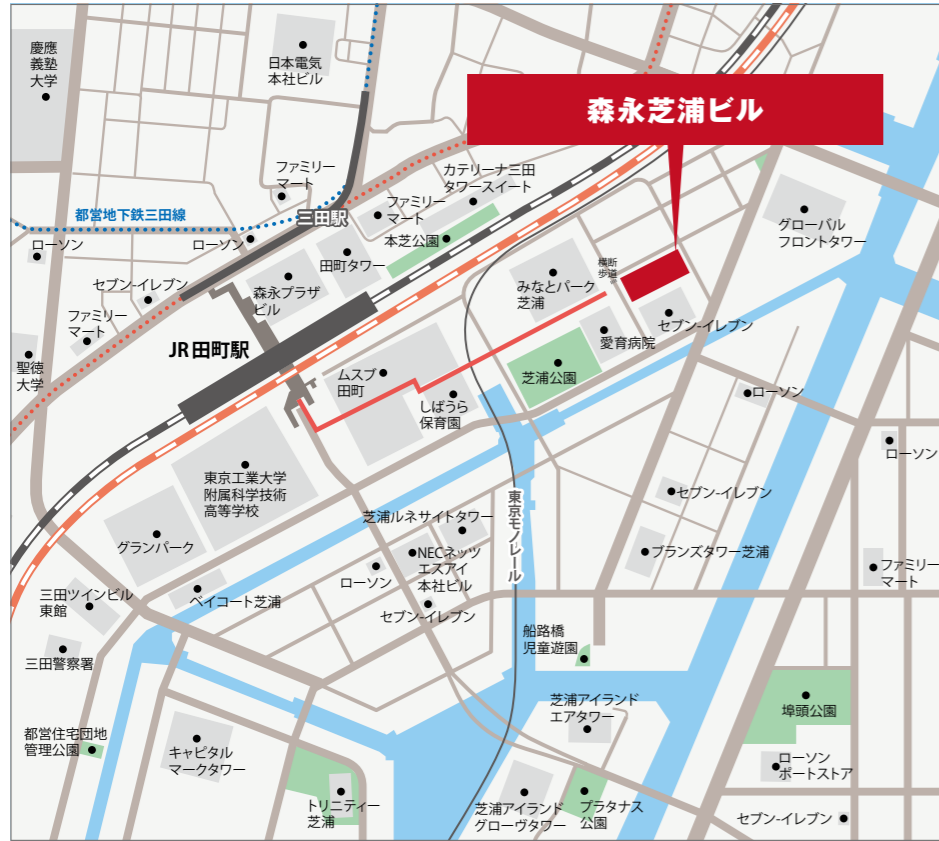 慶應
義塾
大学
日本電気
本社ビル
森永芝浦ビル
ファミリー
マート
カテリーナ三田
タワースイート
都営地下鉄三田線
三田駅
ファミリー
マート
グローバル
フロントタワー
ローソン
ローソン
本芝公園
田町タワー
横断
歩道
セブン-イレブン
森永プラザ
ビル
みなとパーク
芝浦
ファミリー
マート
セブン-イレブン
愛育病院
JR田町駅
聖徳
大学
ムスブ
田町
芝浦公園
ローソン
しばうら
保育園
ローソン
東京工業大学
附属科学技術
高等学校
東京モノレール
セブン-イレブン
芝浦ルネサイトタワー
グランパーク
NECネッツ
エスアイ
本社ビル
ブランズタワー芝浦
ローソン
ファミリー
マート
三田ツインビル
東館
ベイコート芝浦
セブン-イレブン
船路橋
児童遊園
三田警察署
芝浦アイランド
エアタワー
埠頭公園
都営住宅団地
管理公園
キャピタル
マークタワー
ローソン
ポートストア
トリニティー
芝浦
芝浦アイランド
グローヴタワー
プラタナス
公園
セブン-イレブン